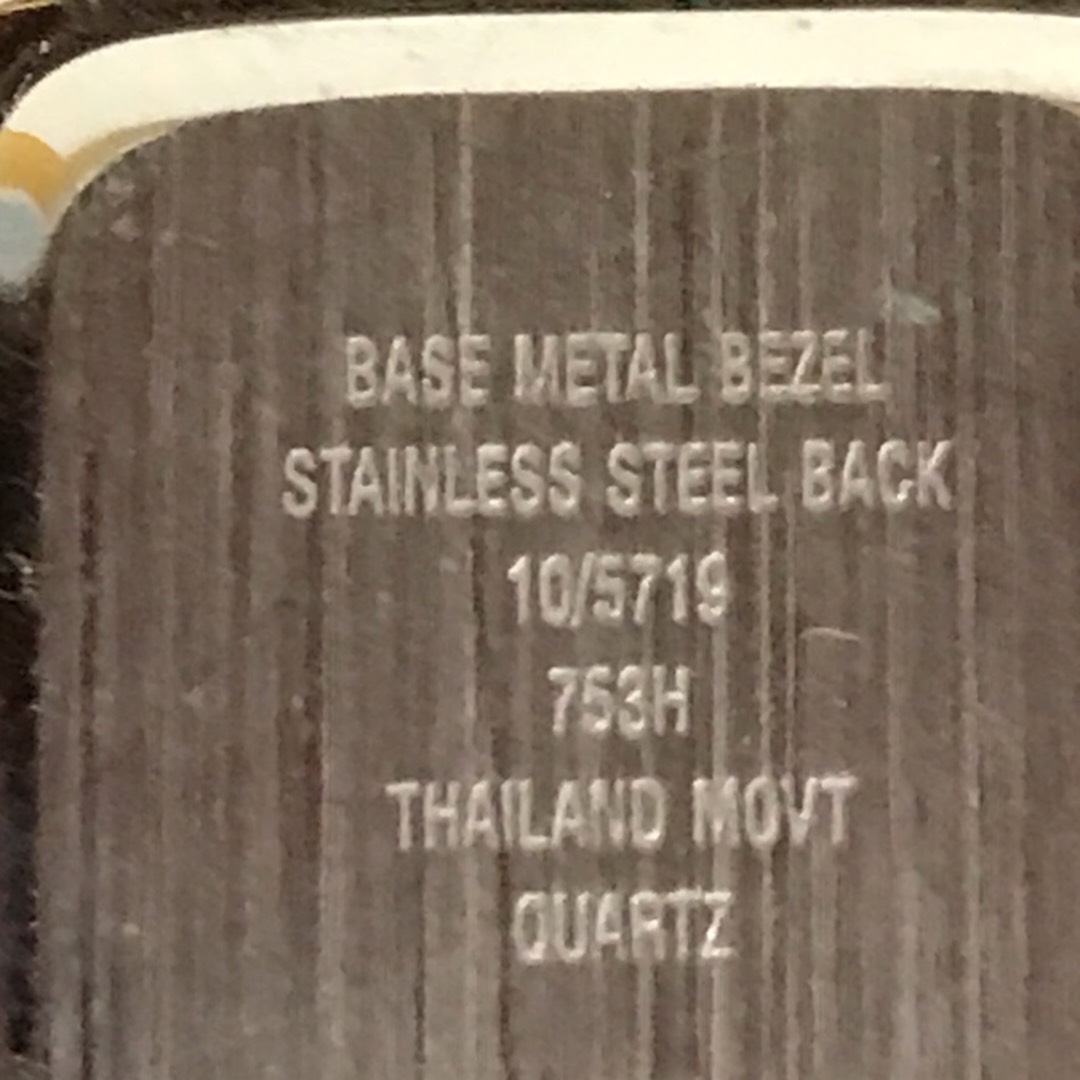 BASE METAL BEZEL
STAINLESS STEEL BACK
10/5719
753H
THAILAND MOVT
QUARTZ